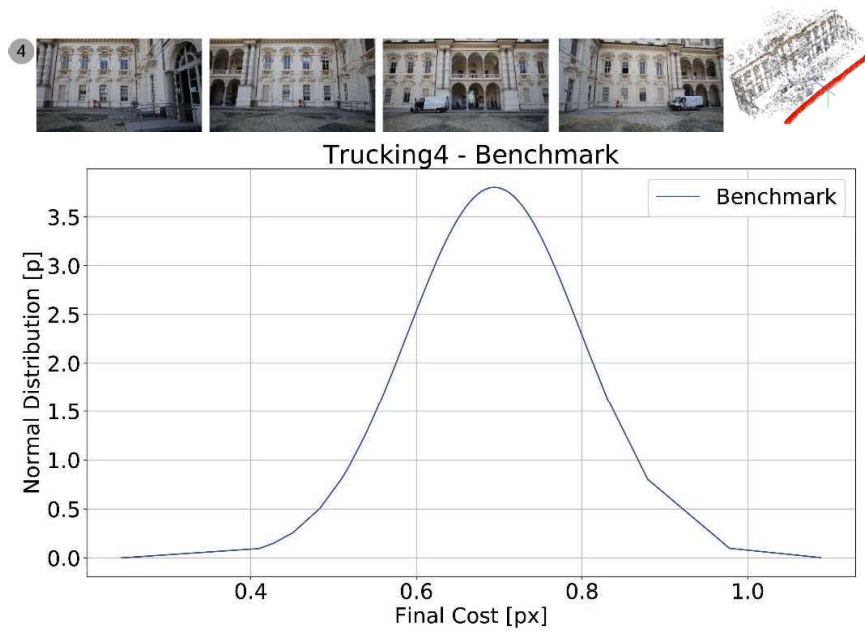 4
Trucking4 - Benchmark
Benchmark
Normal Distribution [p]
3.5
3.0
2.5
2.0
1.5
1.0
0.5
0.0
0.4 0.6 0.8 1.0
Final Cost [px]